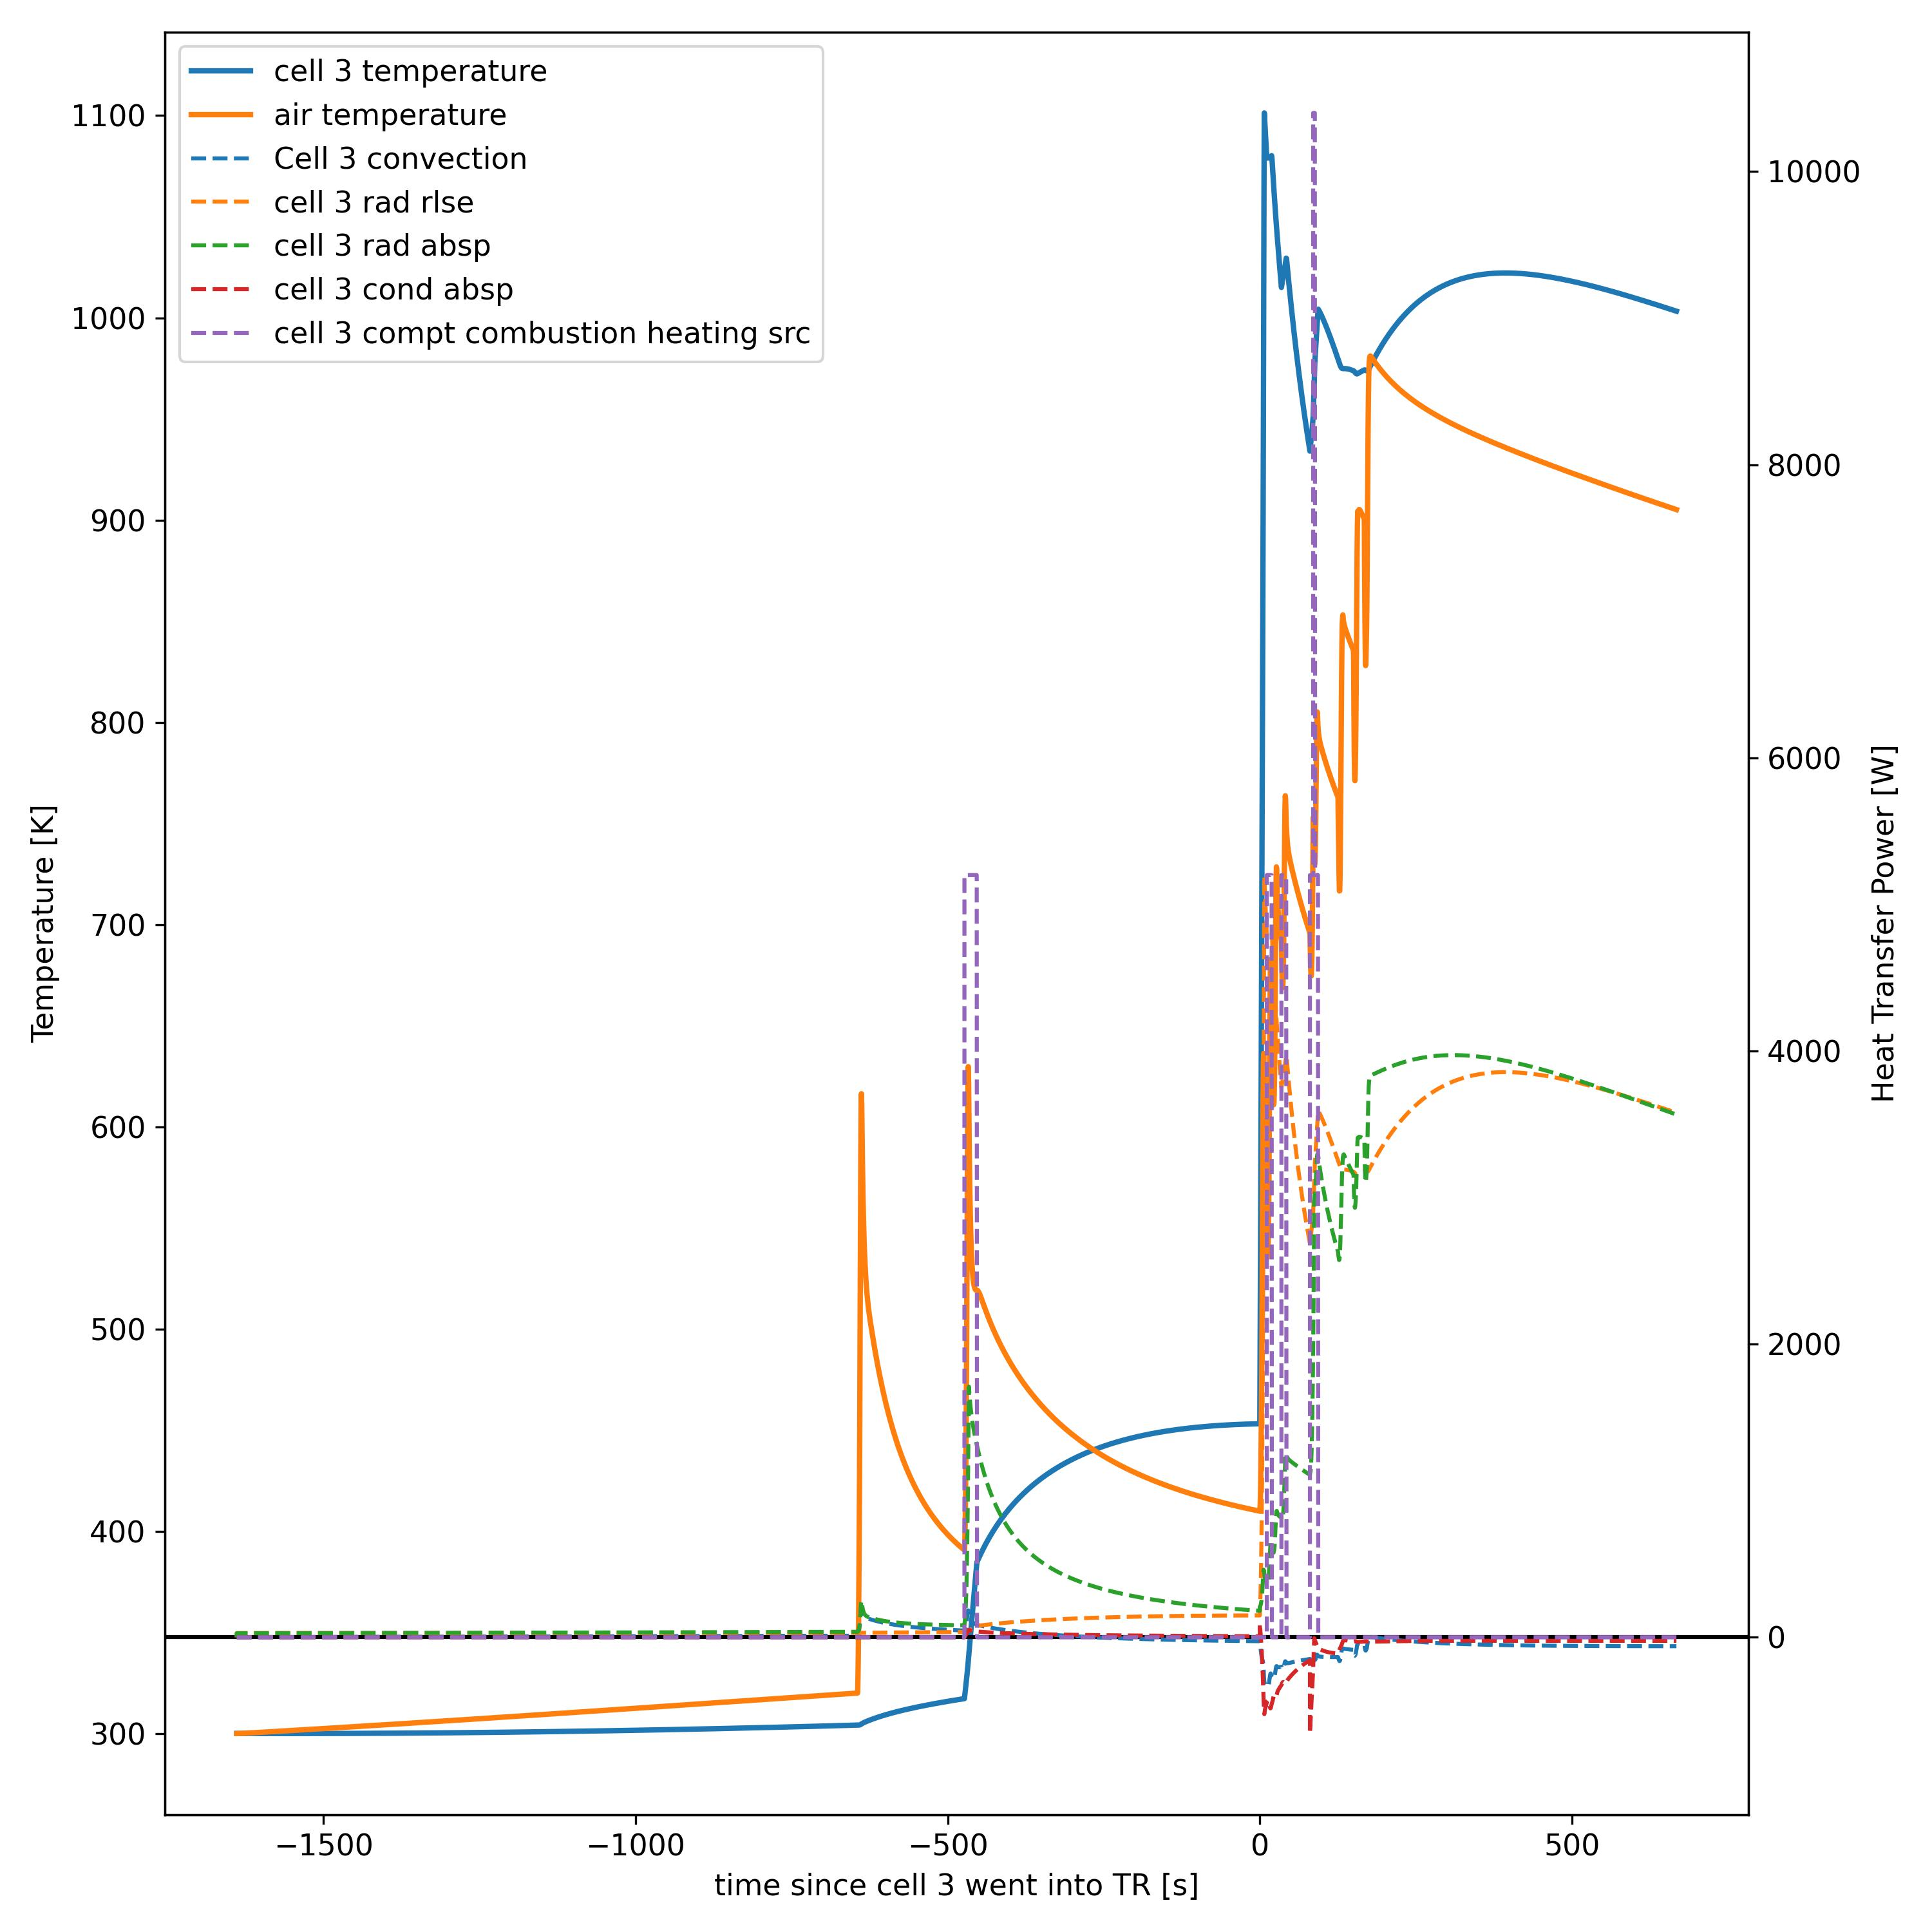 cell 3 temperature
air temperature
Cell 3 convection
cell 3 rad rlse
cell 3 rad absp
cell 3 cond absp
cell 3 compt combustion heating src
1100
1000
900
800
700
600
500
400
300
Temperature [K]
10000
8000
6000
4000
2000
0
Heat Transfer Power [W]
−1500
−1000
−500
0
500
time since cell 3 went into TR [s]